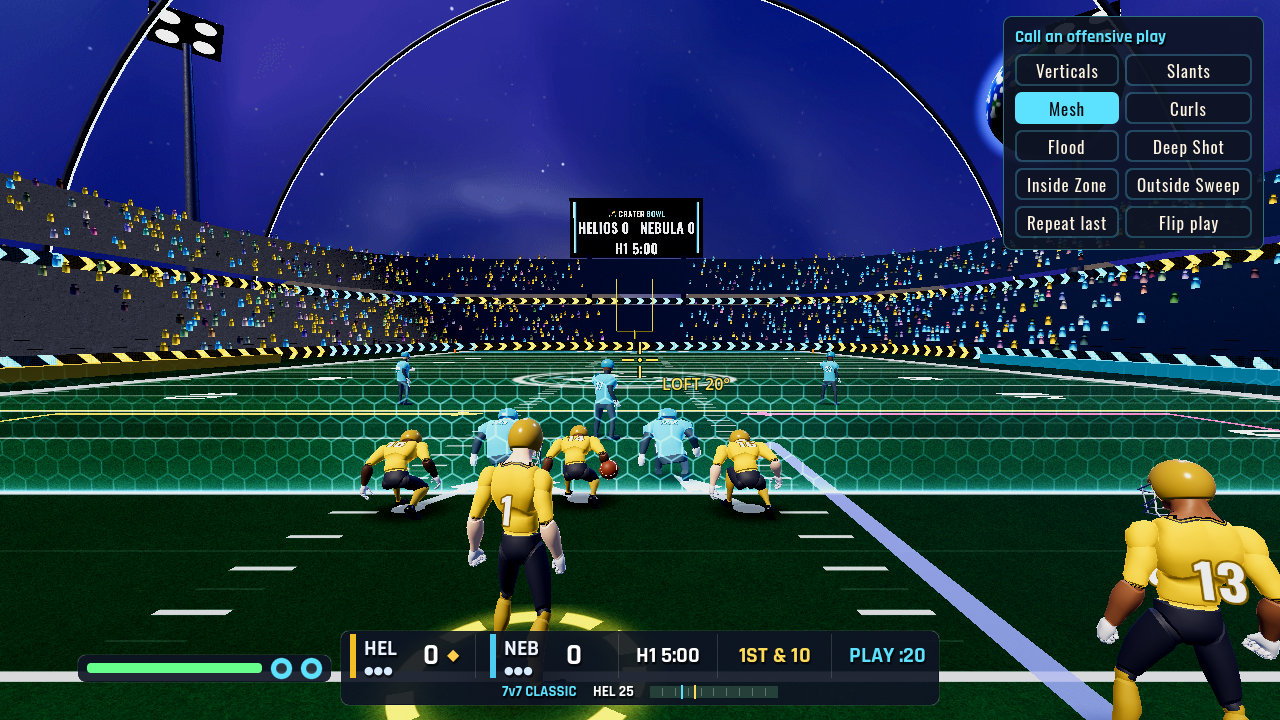 Call an offensive play
Verticals
Slants
Mesh
Curls
Flood
Deep Shot
Inside Zone
Outside Sweep
Repeat last
Flip play
CRATER BOWL
HELIOS 0 NEBULA 0
H1 5:00
LOFT 20°
1
13
HEL 0
NEB 0
H1 5:00
1ST & 10
PLAY :20
7v7 CLASSIC HEL 25